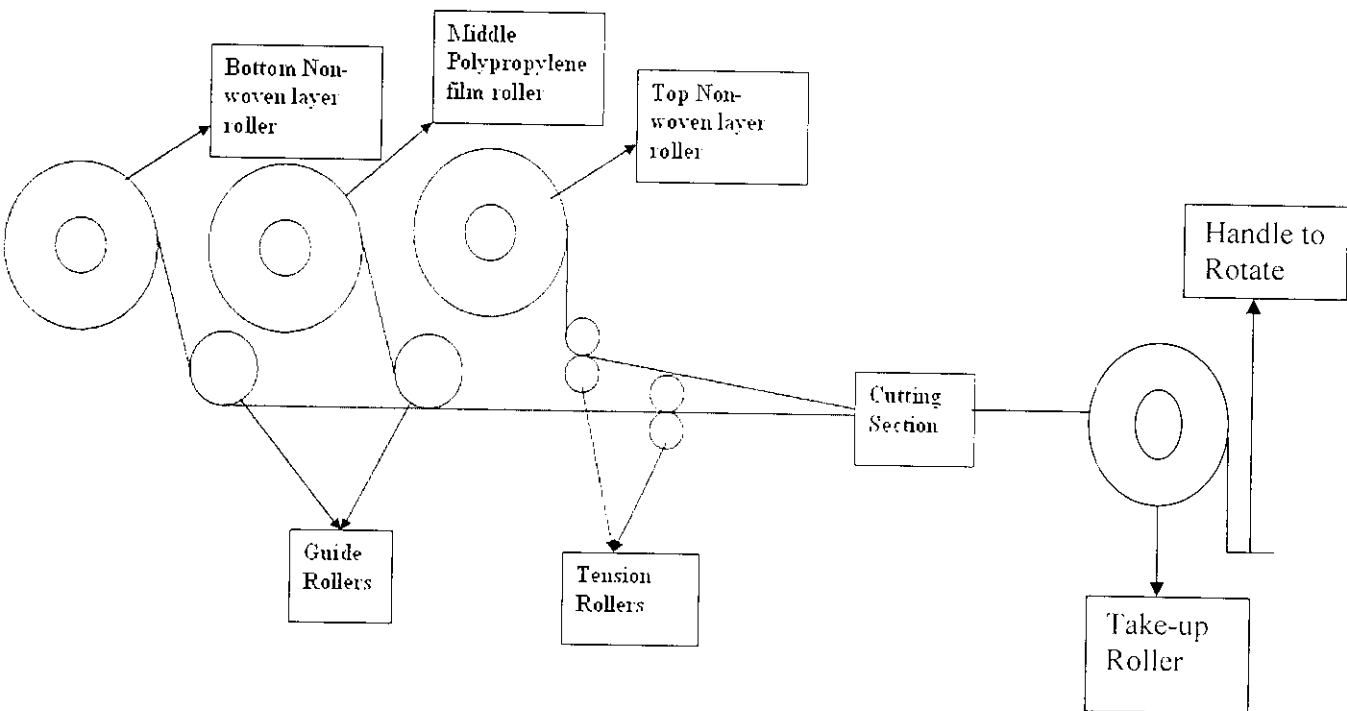 Bottom Non-
woven layer
roller
Middle
Polypropylene
film roller
Top Non-
woven layer
roller
Handle to
Rotate
Cutting
Section
Guide
Rollers
Tension
Rollers
Take-up
Roller